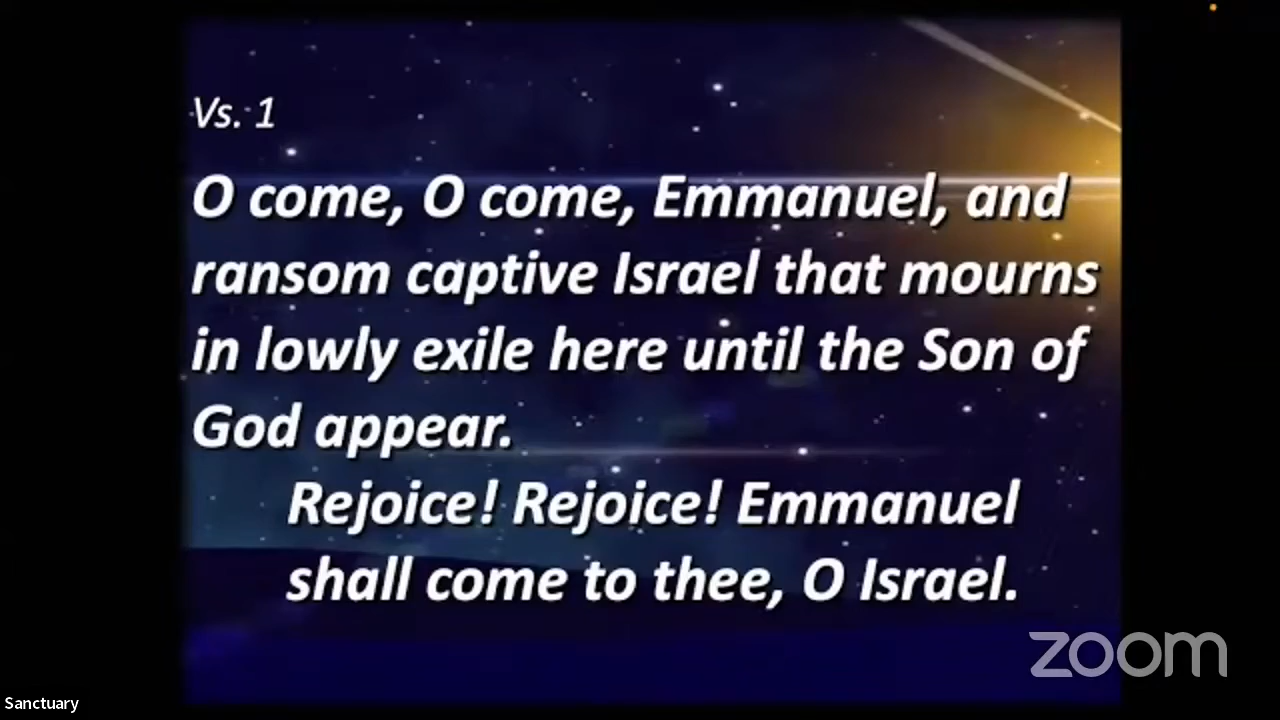 Vs. 1
O come, O come, Emmanuel, and
ransom captive Israel that mourns
in lowly exile here until the Son of
God appear.
Rejoice! Rejoice! Emmanuel
shall come to thee, O Israel.
zoom
Sanctuary